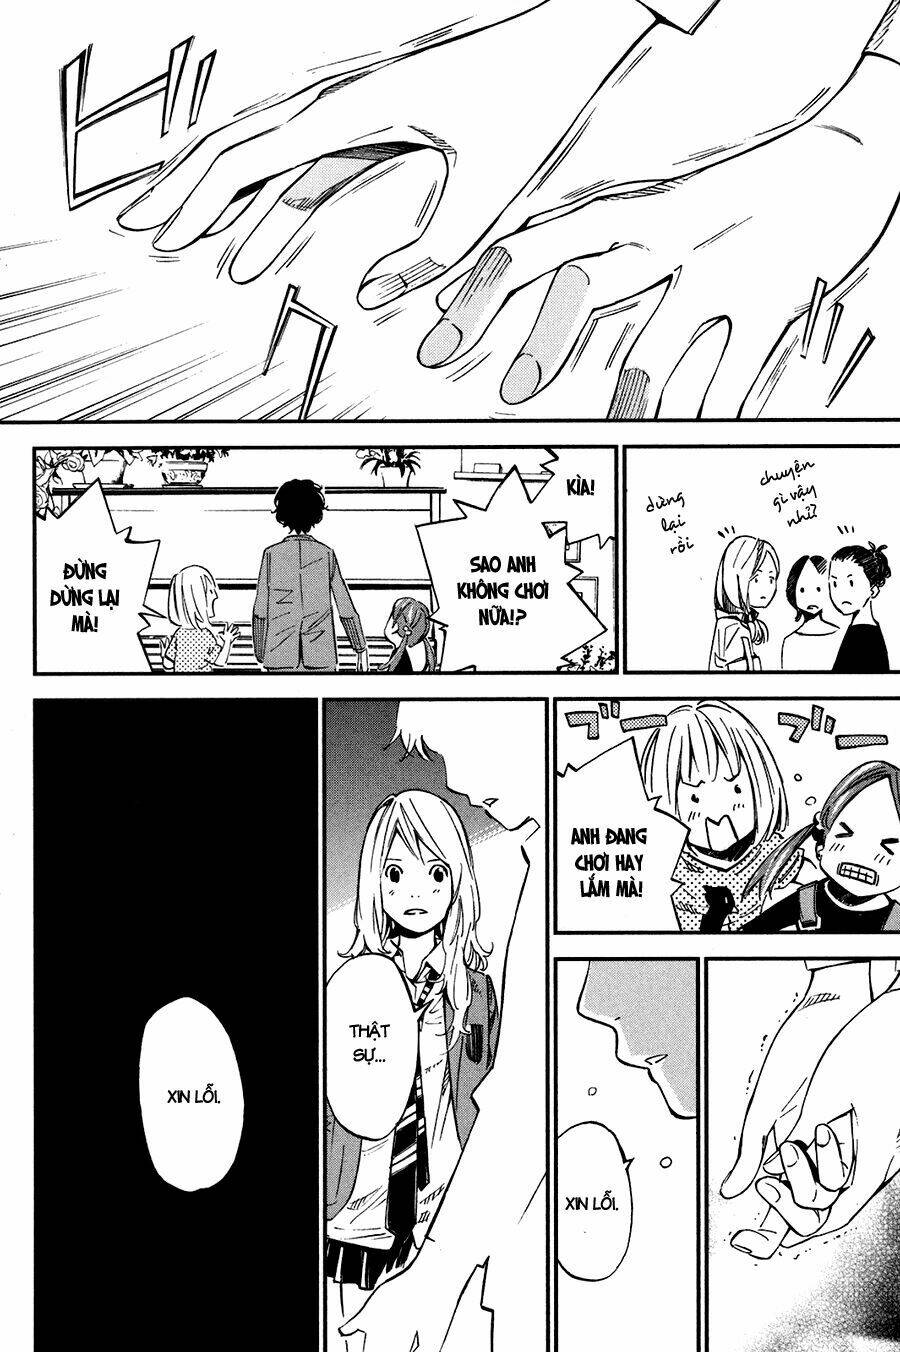 ビ
KÌA!
SAO ANH
KHÔNG CHƠI
NỮA!?
ĐỪNG
DỪNG LẠI
MÀ!
chuyện
gì vậy
nhỉ?
dừng
lại
rồi
ANH ĐANG
CHƠI HAY
LẮM MÀ!
XIN LỖI.
THẬT
SỰ...
XIN LỖI.